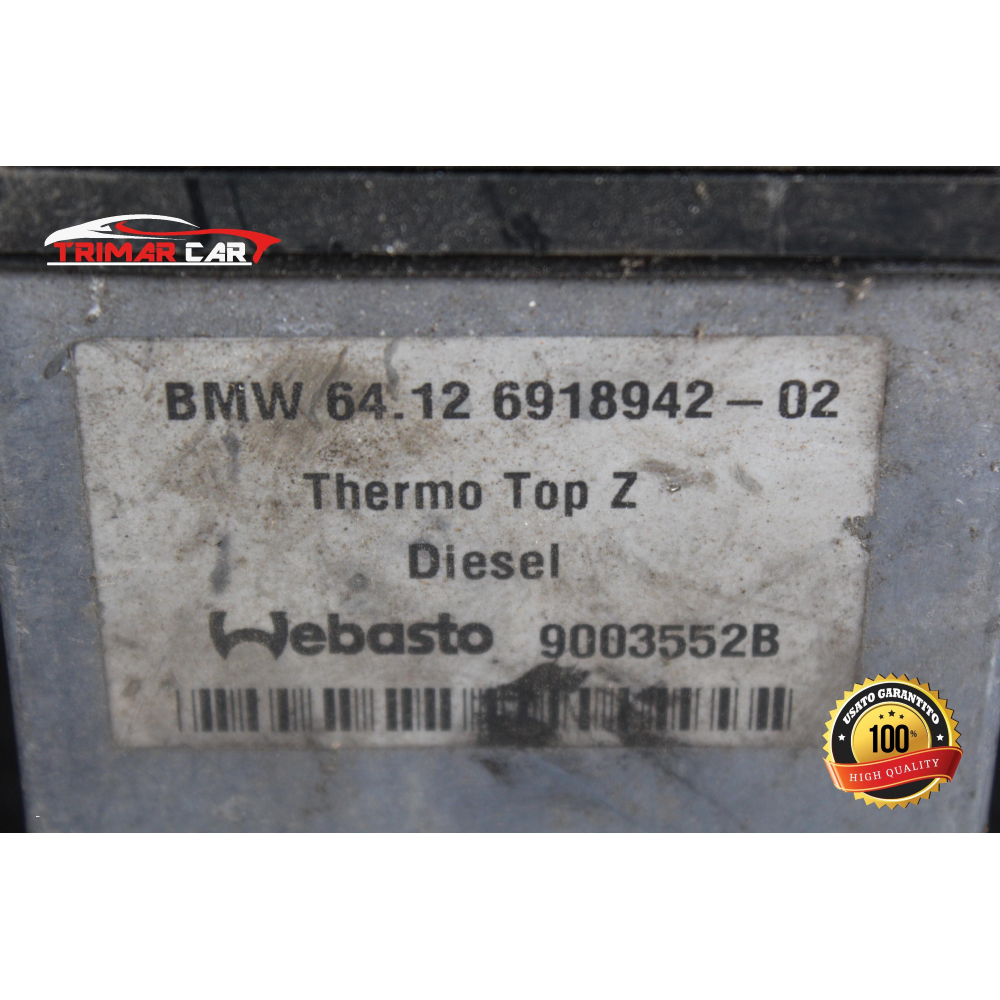 TRIMAR CAR
BMW 64.12 6918942-02
Thermo Top Z
Diesel
Webasto 9003552B
USATO GARANTITO
100%
HIGH QUALITY